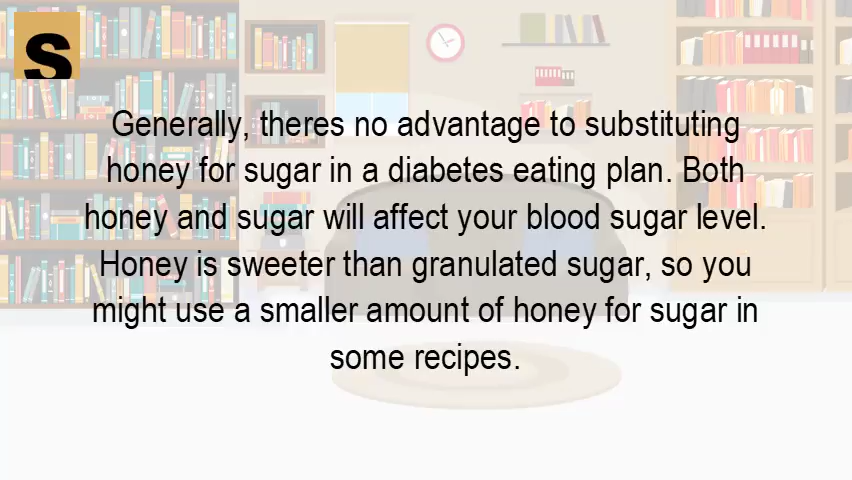 S
Generally, theres no advantage to substituting
honey for sugar in a diabetes eating plan. Both
honey and sugar will affect your blood sugar level.
Honey is sweeter than granulated sugar, so you
might use a smaller amount of honey for sugar in
some recipes.